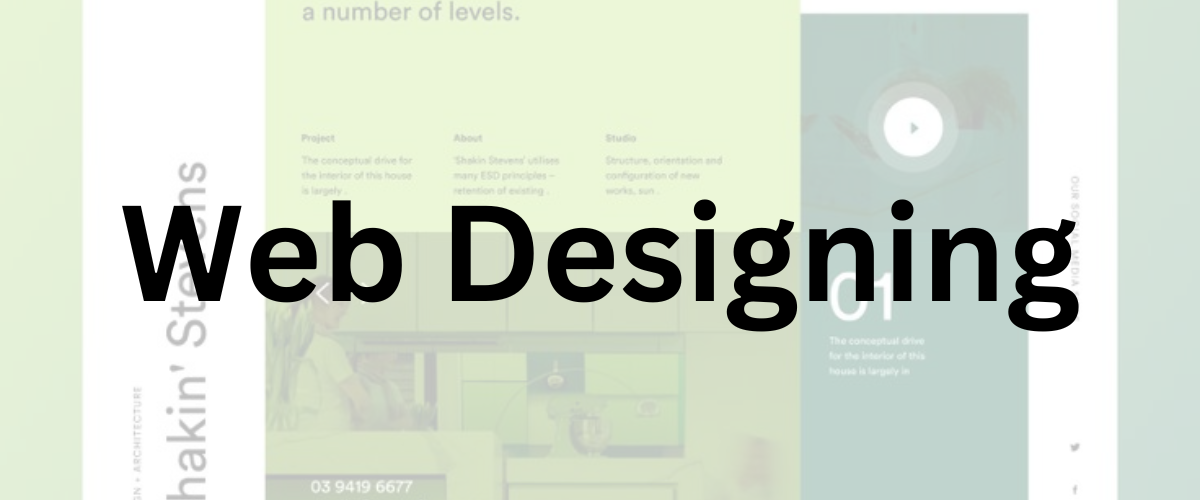 a number of levels.
Project
The conceptual drive for
the interior of this house
is largely .
About
'Shakin Stevens' utilises
many ESD principles –
retention of existing .
Studio
Structure, orientation and
configuration of new
works, sun .
Web Designing
hakin' Stevens
GN + ARCHITECTURE
01
The conceptual drive
for the interior of this
house is largely in
OUR SOCIAL MEDIA
03 9419 6677